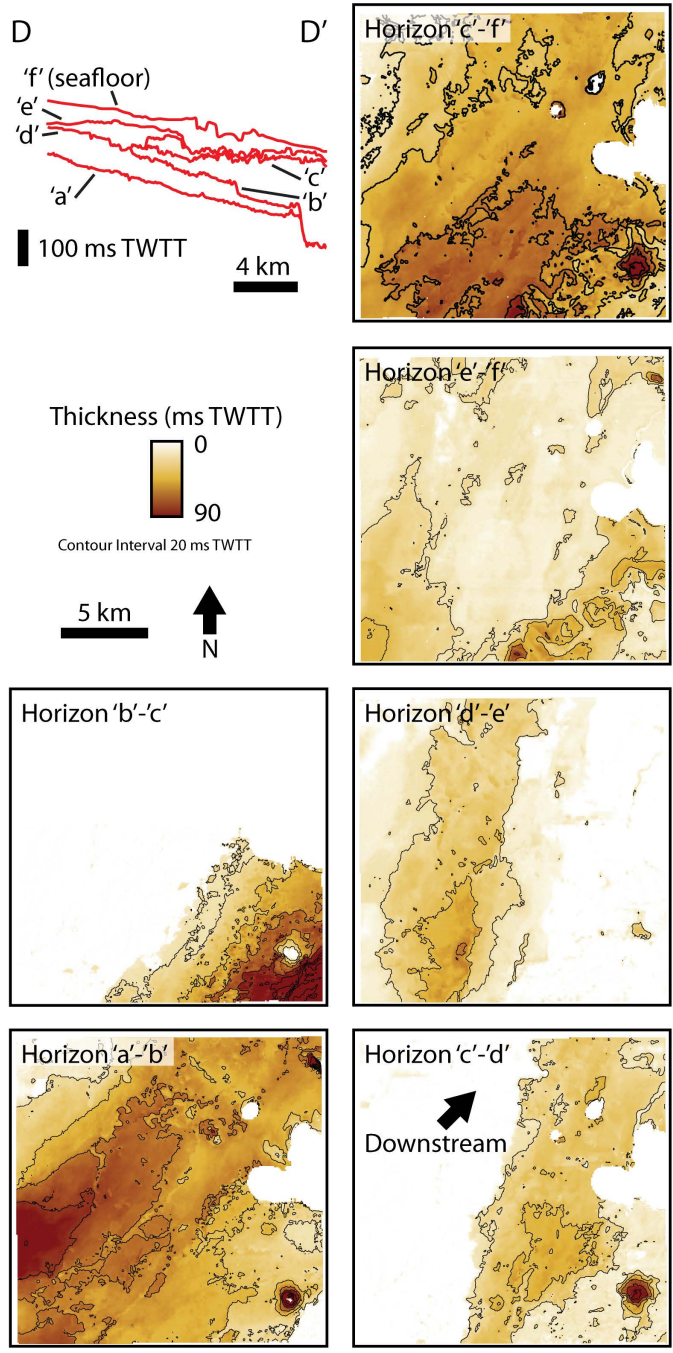 D D'
'f' (seafloor)
'e'
'd'
'a'
'c'
'b'
100 ms TWTT
4 km
Horizon 'c'-'f'
Thickness (ms TWTT)
0
90
Contour Interval 20 ms TWTT
5 km
N
Horizon 'e'-'f'
Horizon 'b'-'c'
Horizon 'd'-'e'
Horizon 'a'-'b'
Horizon 'c'-'d'
Downstream